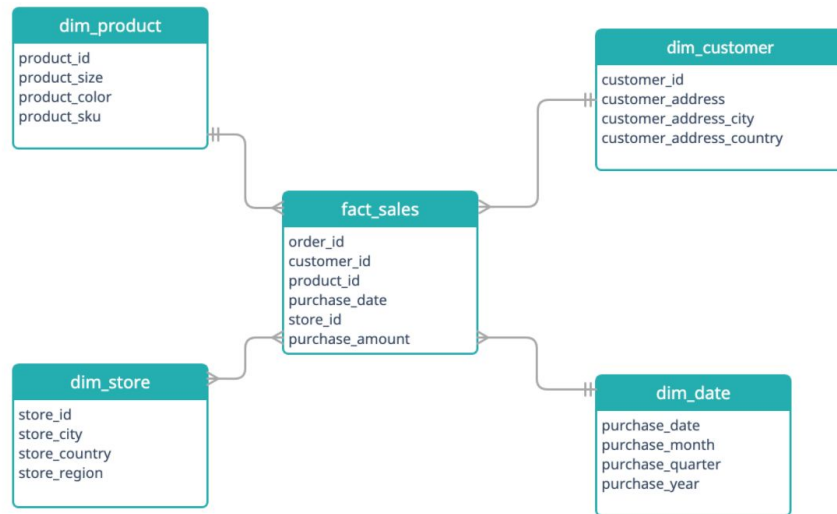 dim_product
product_id
product_size
product_color
product_sku
dim_customer
customer_id
customer_address
customer_address_city
customer_address_country
fact_sales
order_id
customer_id
product_id
purchase_date
store_id
purchase_amount
dim_store
store_id
store_city
store_country
store_region
dim_date
purchase_date
purchase_month
purchase_quarter
purchase_year